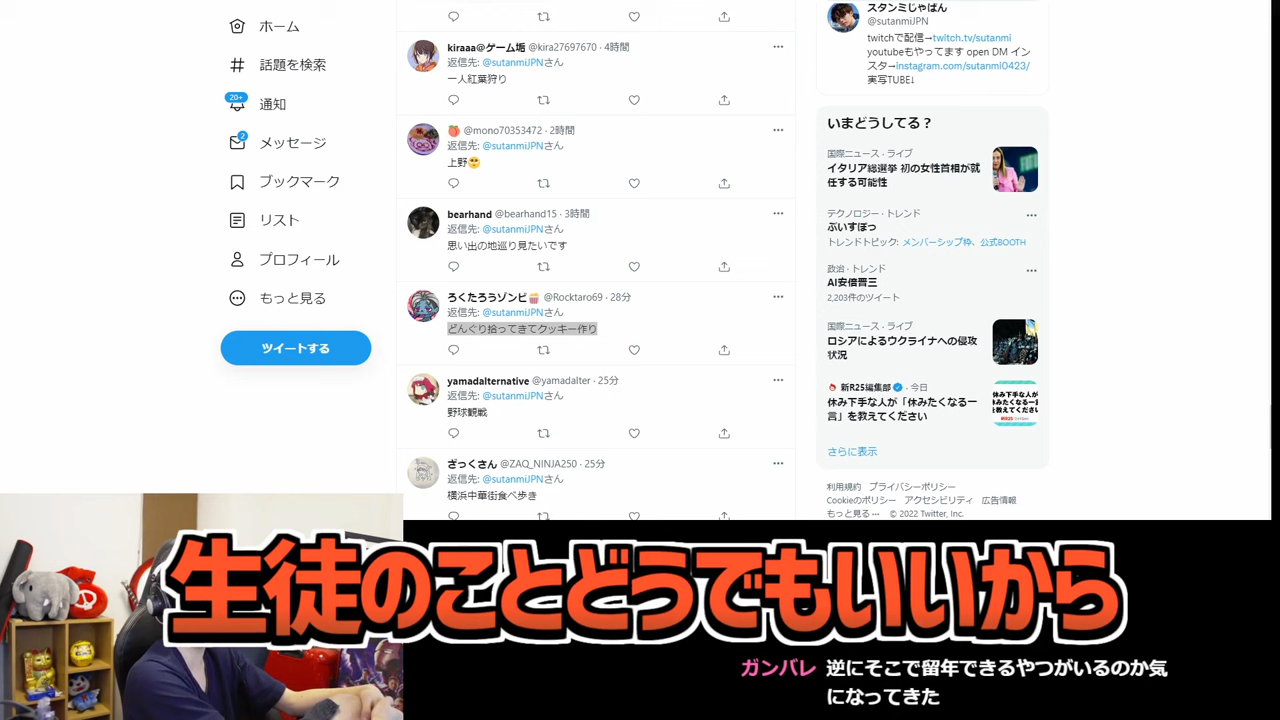 ホーム
話題を検索
20+
通知
2
メッセージ
ブックマーク
リスト
プロフィール
もっと見る
ツイートする
kiraaa@ゲーム垢 @kira27697670 · 4時間
返信先: @sutanmiJPNさん
一人紅葉狩り
🍑 @mono70353472 · 2時間
返信先: @sutanmiJPNさん
上野🥺
bearhand @bearhand15 · 3時間
返信先: @sutanmiJPNさん
思い出の地巡り見たいです
ろくたろうゾンビ🍿 @Rocktaro69 · 28分
返信先: @sutanmiJPNさん
どんぐり拾ってきてクッキー作り
yamadalternative @yamadalter · 25分
返信先: @sutanmiJPNさん
野球観戦
ざっくさん @ZAQ_NINJA250 · 25分
返信先: @sutanmiJPNさん
横浜中華街食べ歩き
スタンミじゃぱん
@sutanmiJPN
twitchで配信→twitch.tv/sutanmi
youtubeもやってます open DM イン
スタ→instagram.com/sutanmi0423/
実写TUBE↓
いまどうしてる？
国際ニュース · ライブ
イタリア総選挙 初の女性首相が就
任する可能性
テクノロジー · トレンド
ぶいすぽっ
トレンドトピック: メンバーシップ枠、公式BOOTH
政治 · トレンド
AI安倍晋三
2,203件のツイート
国際ニュース · ライブ
ロシアによるウクライナへの侵攻
状況
新R25編集部 · 今日
休み下手な人が「休みたくなる一
言」を教えてください
さらに表示
利用規約 プライバシーポリシー
Cookieのポリシー アクセシビリティ 広告情報
もっと見る ··· © 2022 Twitter, Inc.
生徒のことどうでもいいから
ガンバレ 逆にそこで留年できるやつがいるのか気
になってきた